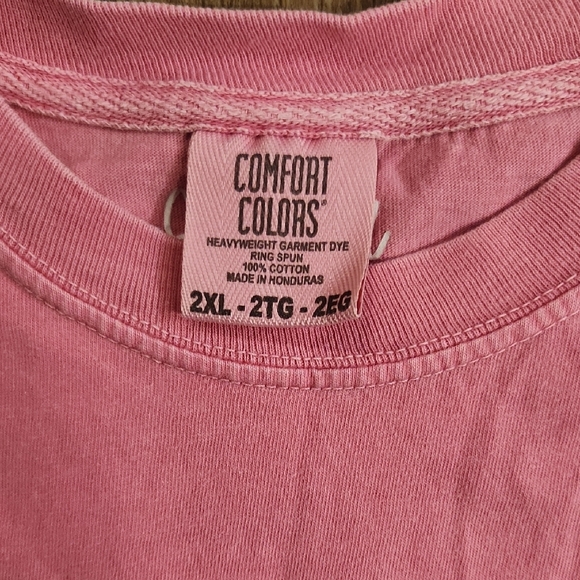 COMFORT
COLORS®
HEAVYWEIGHT GARMENT DYE
RING SPUN
100% COTTON
MADE IN HONDURAS
2XL - 2TG - 2EG